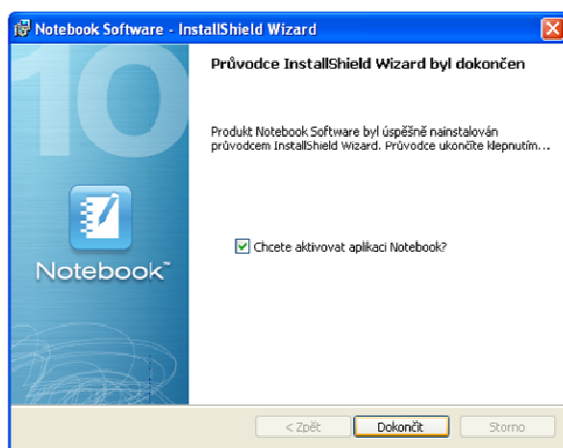 Notebook Software - InstallShield Wizard
10
Průvodce InstallShield Wizard byl dokončen
Produkt Notebook Software byl úspěšně nainstalován
průvodcem InstallShield Wizard. Průvodce ukončíte klepnutím...
Chcete aktivovat aplikaci Notebook?
Notebook™
< Zpět
Dokončit
Storno